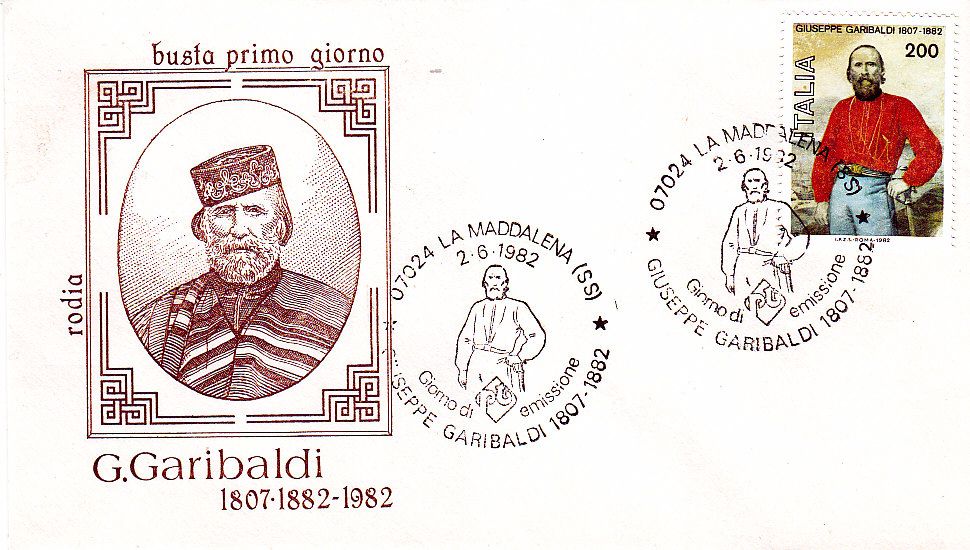 busta primo giorno
rodia
G.Garibaldi
1807·1882-1982
07024 LA MADDALENA (SS)
2·6·1982
Giorno di emissione
GIUSEPPE GARIBALDI 1807·1882
07024 LA MADDALENA (SS)
2·6·1982
Giorno di emissione
GIUSEPPE GARIBALDI 1807·1882
GIUSEPPE GARIBALDI 1807-1882
200
ITALIA
I.P.Z.S.-ROMA-1982